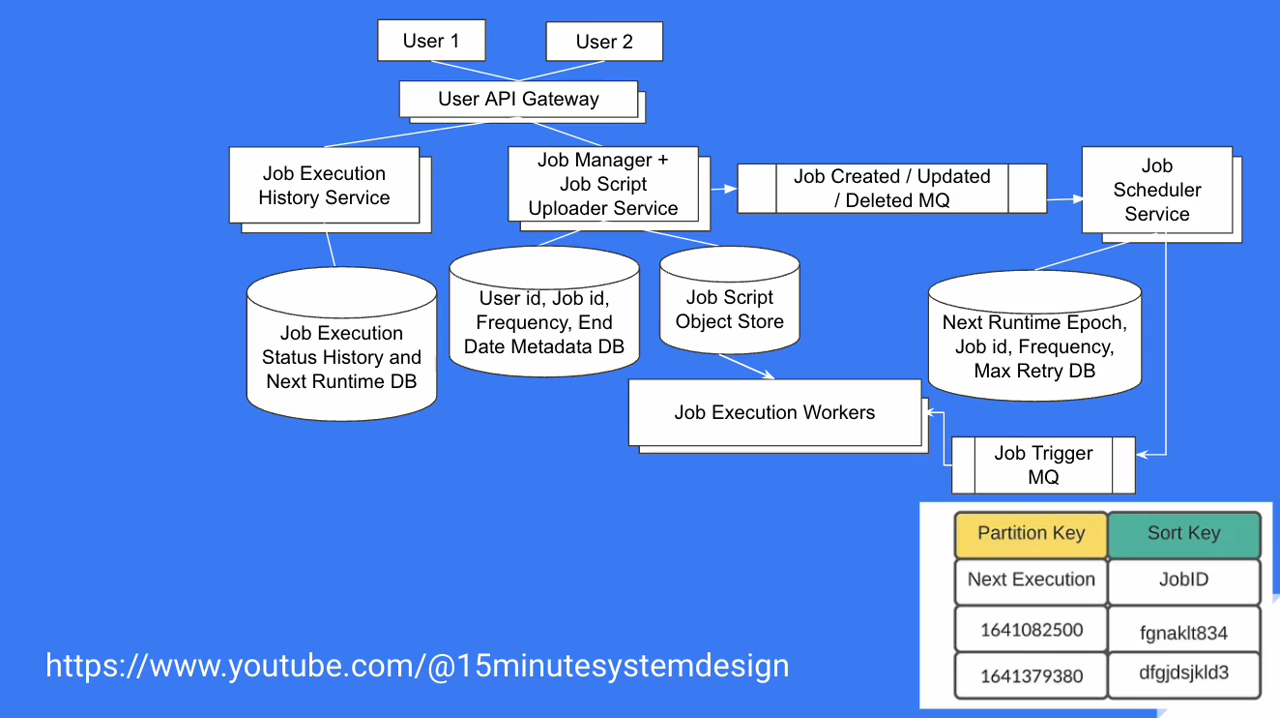 User 1
User 2
User API Gateway
Job Execution
History Service
Job Manager +
Job Script
Uploader Service
Job Created / Updated
/ Deleted MQ
Job
Scheduler
Service
Job Execution
Status History and
Next Runtime DB
User id, Job id,
Frequency, End
Date Metadata DB
Job Script
Object Store
Next Runtime Epoch,
Job id, Frequency,
Max Retry DB
Job Execution Workers
Job Trigger
MQ
Partition Key
Sort Key
Next Execution
JobID
1641082500
fgnaklt834
1641379380
dfgjdsjkld3
https://www.youtube.com/@15minutesystemdesign